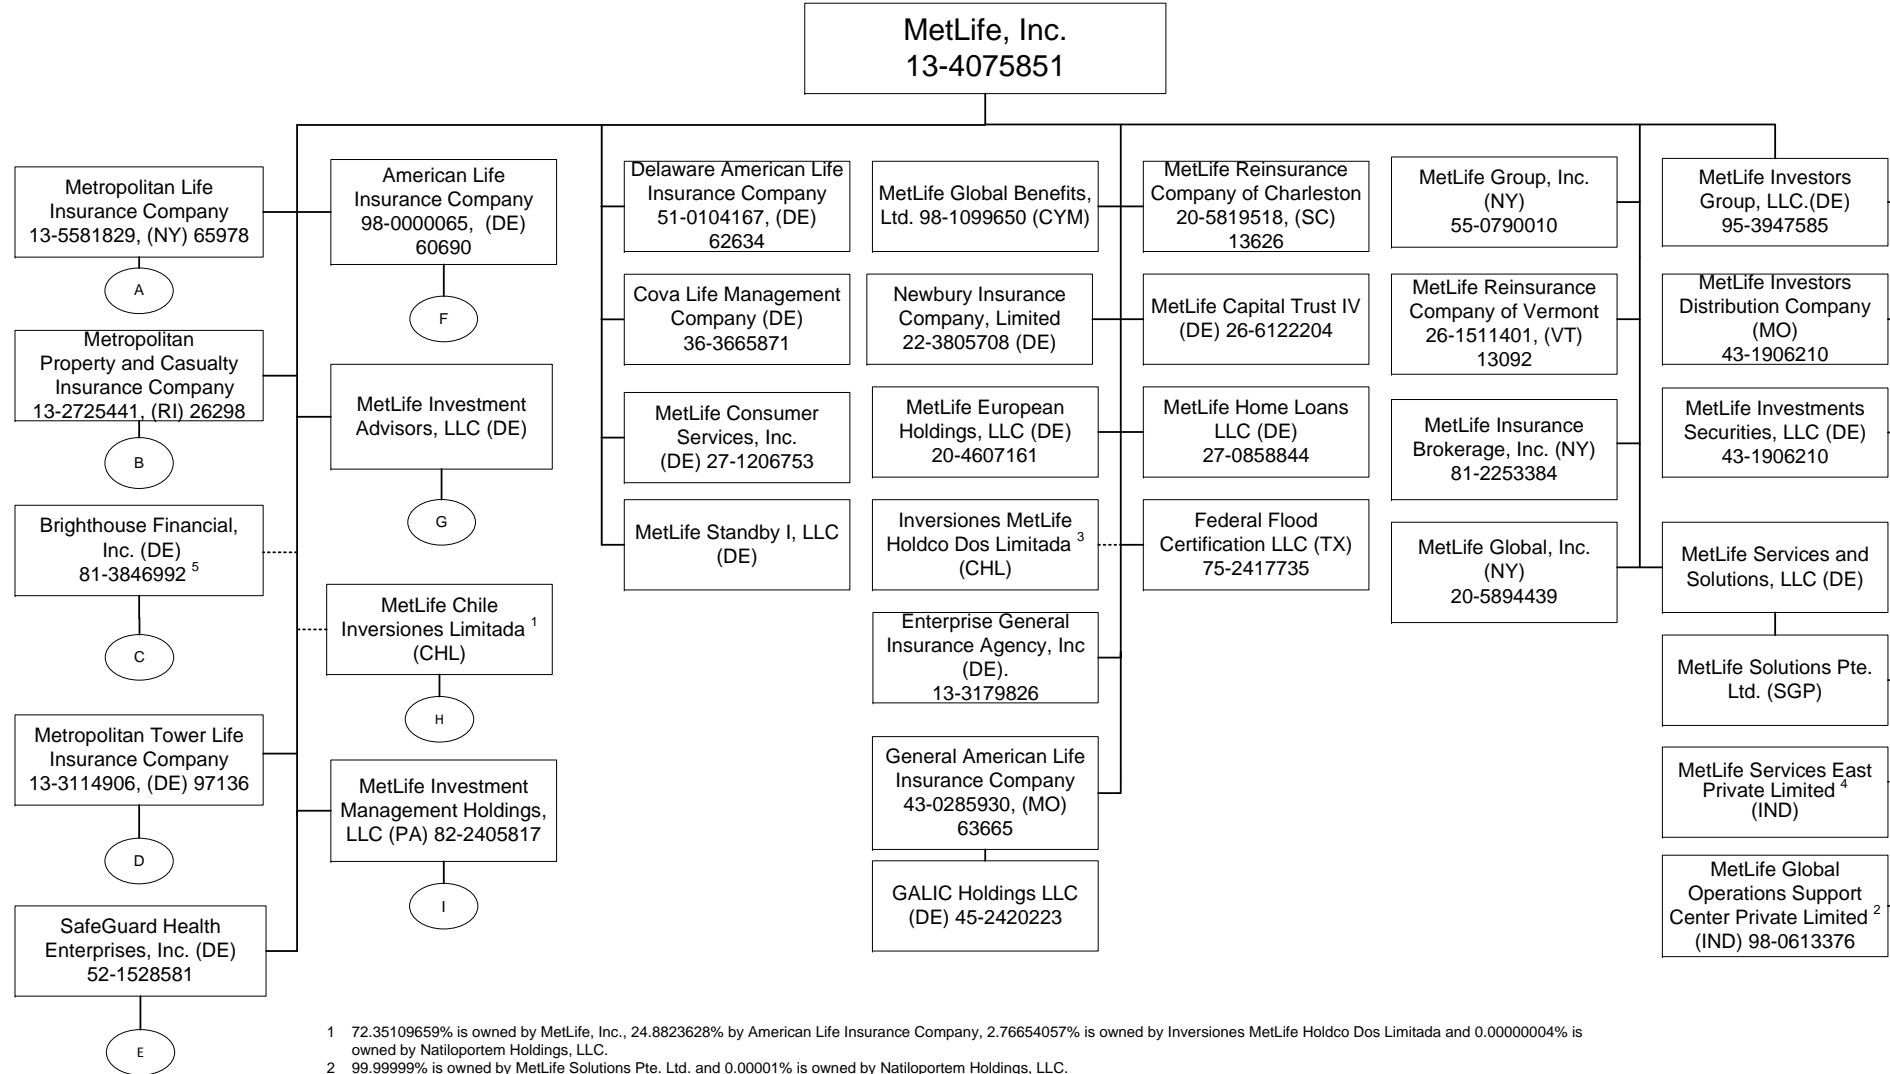 MetLife, Inc.
13-4075851
Metropolitan Life
Insurance Company
13-5581829, (NY) 65978
A
Metropolitan
Property and Casualty
Insurance Company
13-2725441, (RI) 26298
B
Brighthouse Financial,
Inc. (DE)
81-3846992 5
C
Metropolitan Tower Life
Insurance Company
13-3114906, (DE) 97136
D
SafeGuard Health
Enterprises, Inc. (DE)
52-1528581
E
American Life
Insurance Company
98-0000065, (DE)
60690
F
MetLife Investment
Advisors, LLC (DE)
G
MetLife Chile
Inversiones Limitada 1
(CHL)
H
MetLife Investment
Management Holdings,
LLC (PA) 82-2405817
I
Delaware American Life
Insurance Company
51-0104167, (DE)
62634
Cova Life Management
Company (DE)
36-3665871
MetLife Consumer
Services, Inc.
(DE) 27-1206753
MetLife Standby I, LLC
(DE)
MetLife Global Benefits,
Ltd. 98-1099650 (CYM)
Newbury Insurance
Company, Limited
22-3805708 (DE)
MetLife European
Holdings, LLC (DE)
20-4607161
Inversiones MetLife
Holdco Dos Limitada 3
(CHL)
Enterprise General
Insurance Agency, Inc
(DE).
13-3179826
General American Life
Insurance Company
43-0285930, (MO)
63665
GALIC Holdings LLC
(DE) 45-2420223
MetLife Reinsurance
Company of Charleston
20-5819518, (SC)
13626
MetLife Capital Trust IV
(DE) 26-6122204
MetLife Home Loans
LLC (DE)
27-0858844
Federal Flood
Certification LLC (TX)
75-2417735
MetLife Group, Inc.
(NY)
55-0790010
MetLife Reinsurance
Company of Vermont
26-1511401, (VT)
13092
MetLife Insurance
Brokerage, Inc. (NY)
81-2253384
MetLife Global, Inc.
(NY)
20-5894439
MetLife Investors
Group, LLC.(DE)
95-3947585
MetLife Investors
Distribution Company
(MO)
43-1906210
MetLife Investments
Securities, LLC (DE)
43-1906210
MetLife Services and
Solutions, LLC (DE)
MetLife Solutions Pte.
Ltd. (SGP)
MetLife Services East
Private Limited 4
(IND)
MetLife Global
Operations Support
Center Private Limited 2
(IND) 98-0613376
1 72.35109659% is owned by MetLife, Inc., 24.8823628% by American Life Insurance Company, 2.76654057% is owned by Inversiones MetLife Holdco Dos Limitada and 0.00000004% is
owned by Natiloportem Holdings, LLC.
2 99.99999% is owned by MetLife Solutions Pte. Ltd. and 0.00001% is owned by Natiloportem Holdings, LLC.